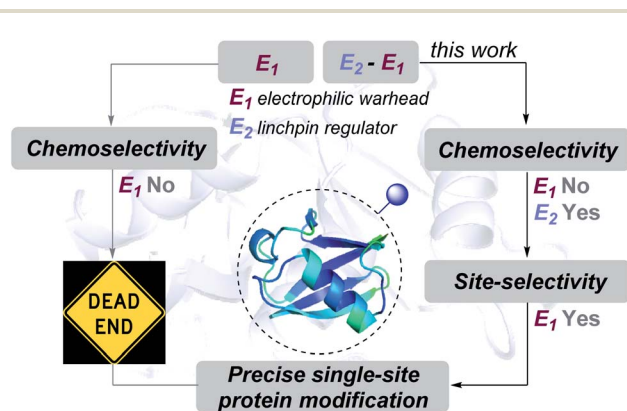 E1 E2 - E1 this work
E1 electrophilic warhead
E2 linchpin regulator
Chemoselectivity
E1 No
DEAD
END
Chemoselectivity
E1 No
E2 Yes
Site-selectivity
E1 Yes
Precise single-site
protein modification